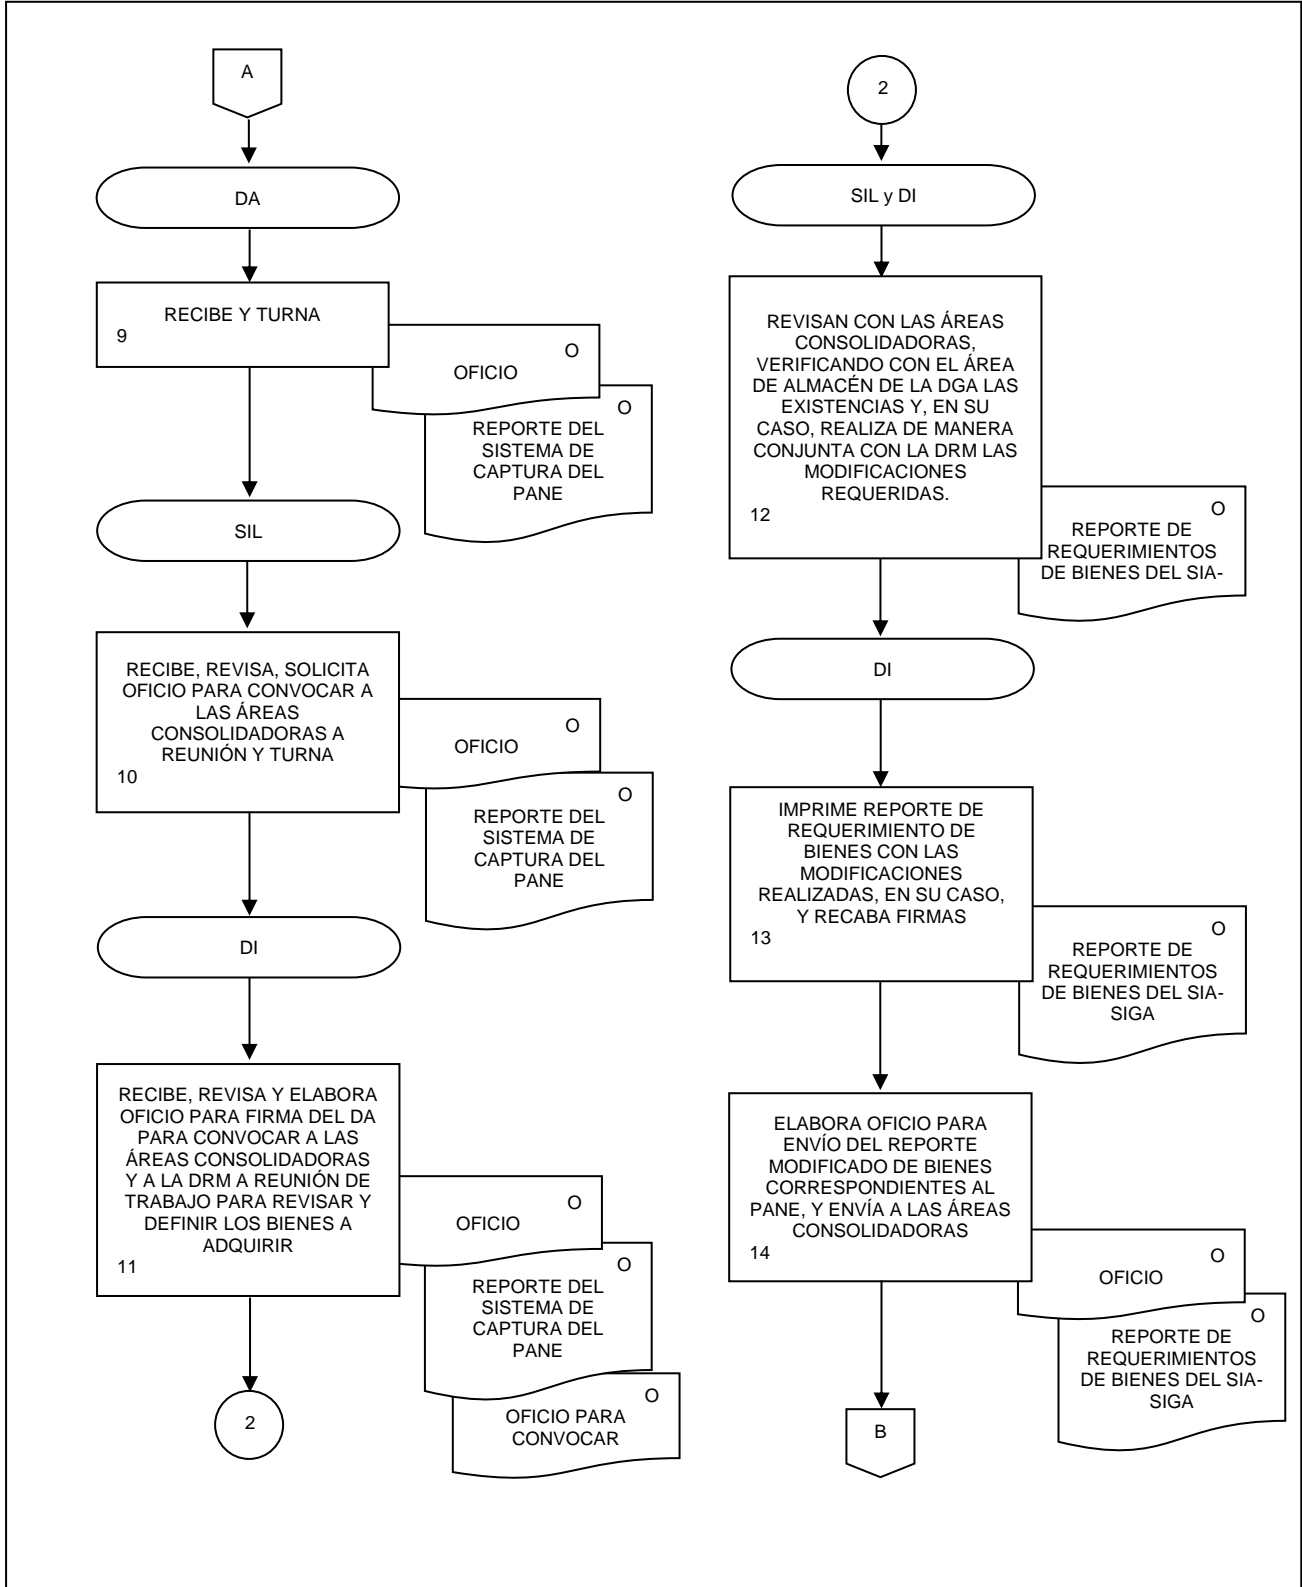 A
DA
RECIBE Y TURNA
9
O
OFICIO
O
REPORTE DEL
SISTEMA DE
CAPTURA DEL
PANE
SIL
RECIBE, REVISA, SOLICITA
OFICIO PARA CONVOCAR A
LAS ÁREAS
CONSOLIDADORAS A
REUNIÓN Y TURNA
10
O
OFICIO
O
REPORTE DEL
SISTEMA DE
CAPTURA DEL
PANE
DI
RECIBE, REVISA Y ELABORA
OFICIO PARA FIRMA DEL DA
PARA CONVOCAR A LAS
ÁREAS CONSOLIDADORAS
Y A LA DRM A REUNIÓN DE
TRABAJO PARA REVISAR Y
DEFINIR LOS BIENES A
ADQUIRIR
11
O
OFICIO
O
REPORTE DEL
SISTEMA DE
CAPTURA DEL
PANE
O
OFICIO PARA
CONVOCAR
2
2
SIL y DI
REVISAN CON LAS ÁREAS
CONSOLIDADORAS,
VERIFICANDO CON EL ÁREA
DE ALMACÉN DE LA DGA LAS
EXISTENCIAS Y, EN SU
CASO, REALIZA DE MANERA
CONJUNTA CON LA DRM LAS
MODIFICACIONES
REQUERIDAS.
12
O
REPORTE DE
REQUERIMIENTOS
DE BIENES DEL SIA-
DI
IMPRIME REPORTE DE
REQUERIMIENTO DE
BIENES CON LAS
MODIFICACIONES
REALIZADAS, EN SU CASO,
Y RECABA FIRMAS
13
O
REPORTE DE
REQUERIMIENTOS
DE BIENES DEL SIA-
SIGA
ELABORA OFICIO PARA
ENVÍO DEL REPORTE
MODIFICADO DE BIENES
CORRESPONDIENTES AL
PANE, Y ENVÍA A LAS ÁREAS
CONSOLIDADORAS
14
O
OFICIO
O
REPORTE DE
REQUERIMIENTOS
DE BIENES DEL SIA-
SIGA
B